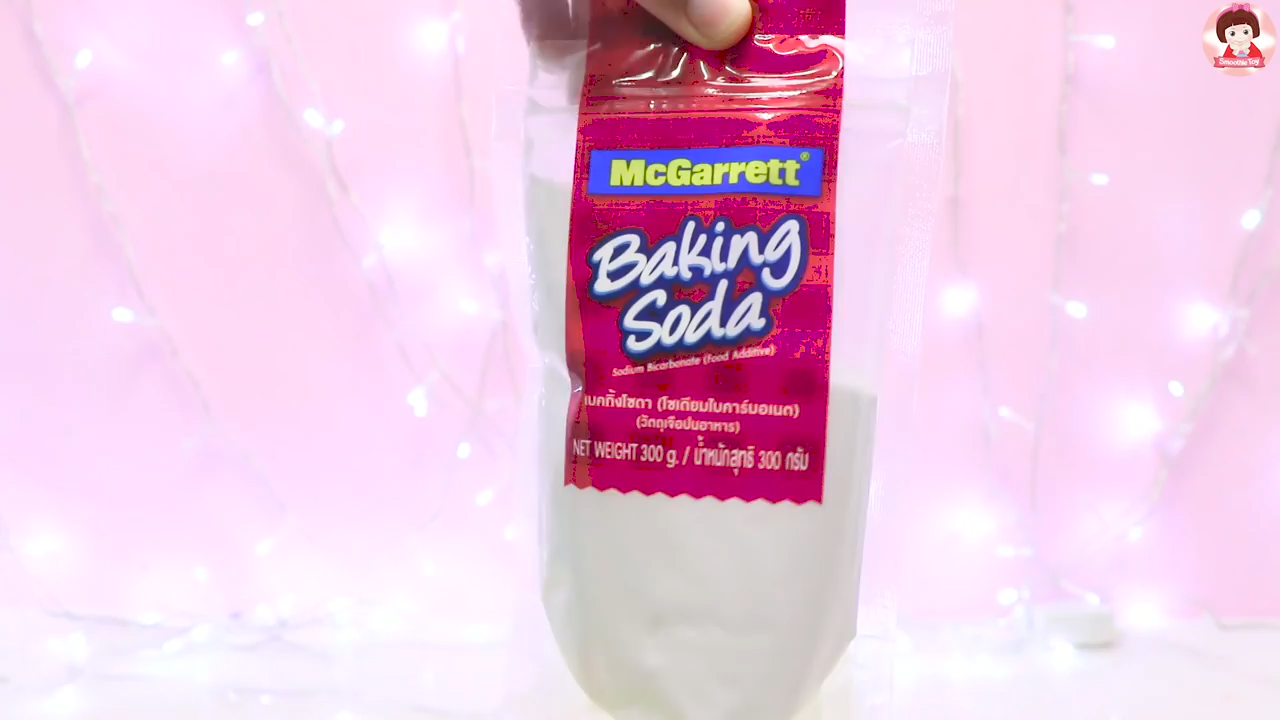 Smoothie Toy
McGarrett®
Baking
Soda
Sodium Bicarbonate (Food Additive)
เบคกิ้งโซดา (โซเดียมไบคาร์บอเนต)
(วัตถุเจือปนอาหาร)
NET WEIGHT 300 g. / น้ำหนักสุทธิ 300 กรัม